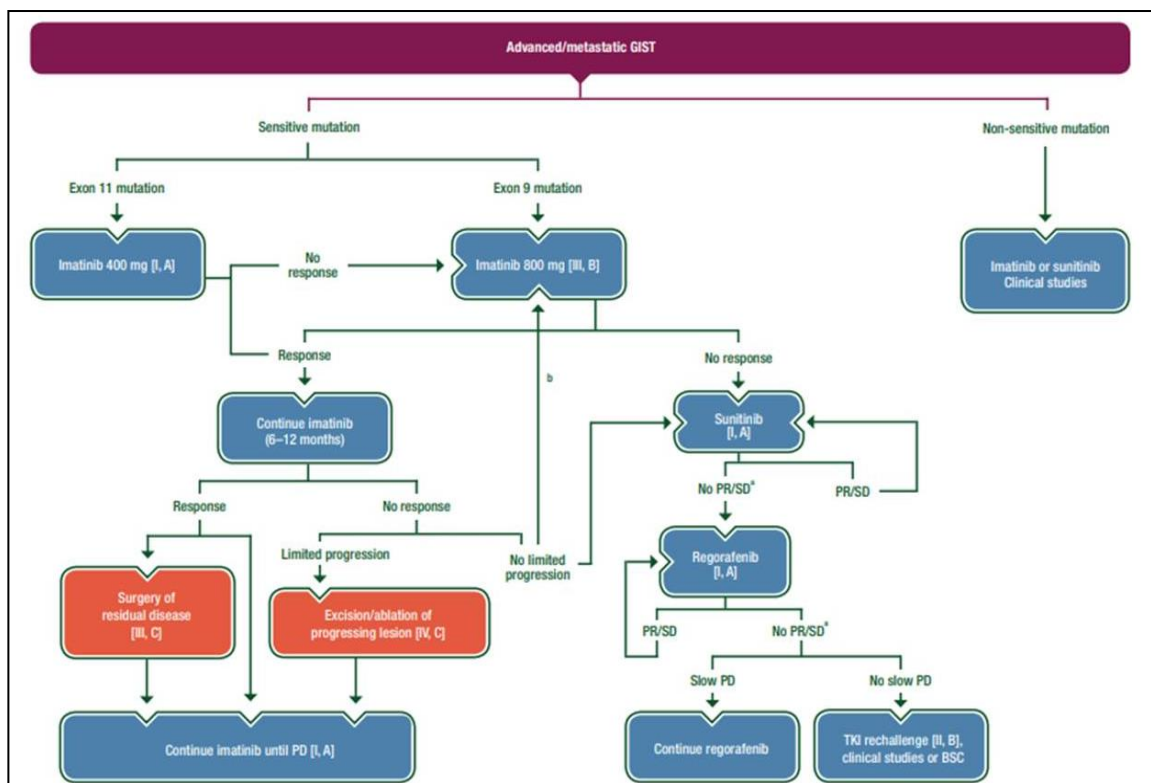 Advanced/metastatic GIST
Sensitive mutation
Non-sensitive mutation
Exon 11 mutation
Exon 9 mutation
Imatinib 400 mg [I, A]
No
response
Imatinib 800 mg [III, B]
Imatinib or sunitinib
Clinical studies
Response
b
No response
Continue imatinib
(6–12 months)
Sunitinib
[I, A]
Response
No response
No PR/SDa
PR/SD
Limited progression
No limited
progression
Regorafenib
[I, A]
Surgery of
residual disease
[III, C]
Excision/ablation of
progressing lesion [IV, C]
PR/SD
No PR/SDa
Slow PD
No slow PD
Continue imatinib until PD [I, A]
Continue regorafenib
TKI rechallenge [II, B],
clinical studies or BSC